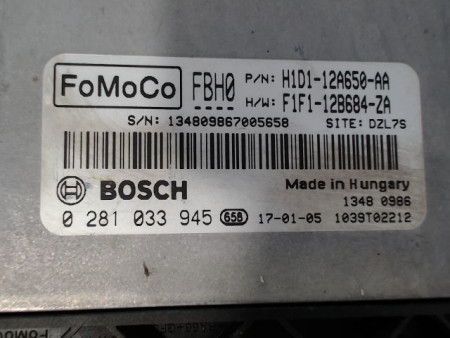 FoMoCo
FBH0
P/N: H1D1-12A650-AA
H/W: F1F1-12B684-ZA
S/N: 134809867005658 SITE: DZL7S
BOSCH
Made in Hungary
1348 0986
0 281 033 945 658 17-01-05 1039T02212